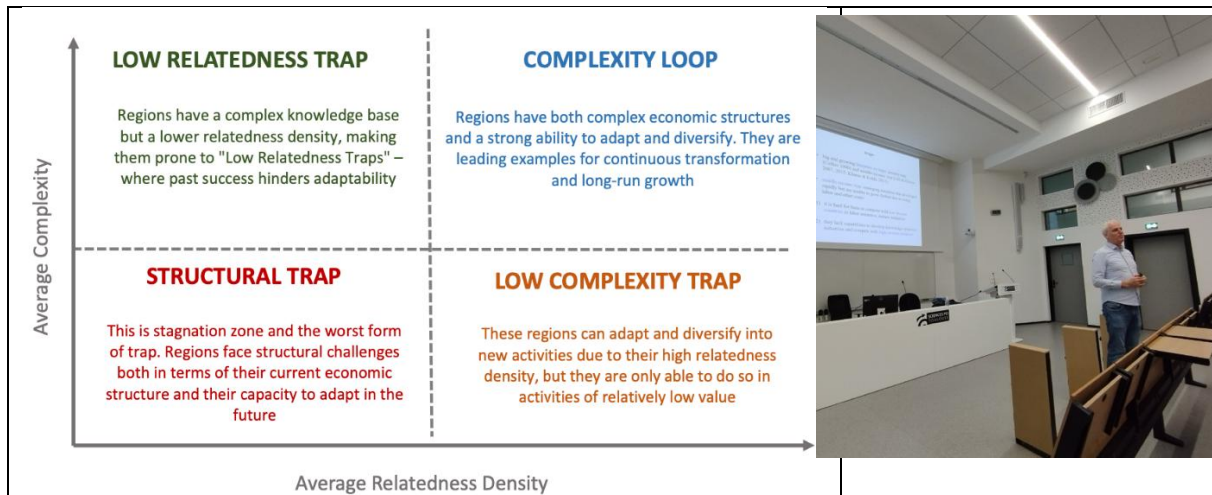 LOW RELATEDNESS TRAP
Regions have a complex knowledge base
but a lower relatedness density, making
them prone to "Low Relatedness Traps" –
where past success hinders adaptability
COMPLEXITY LOOP
Regions have both complex economic structures
and a strong ability to adapt and diversify. They are
leading examples for continuous transformation
and long-run growth
STRUCTURAL TRAP
This is stagnation zone and the worst form
of trap. Regions face structural challenges
both in terms of their current economic
structure and their capacity to adapt in the
future
LOW COMPLEXITY TRAP
These regions can adapt and diversify into
new activities due to their high relatedness
density, but they are only able to do so in
activities of relatively low value
Average Complexity
Average Relatedness Density